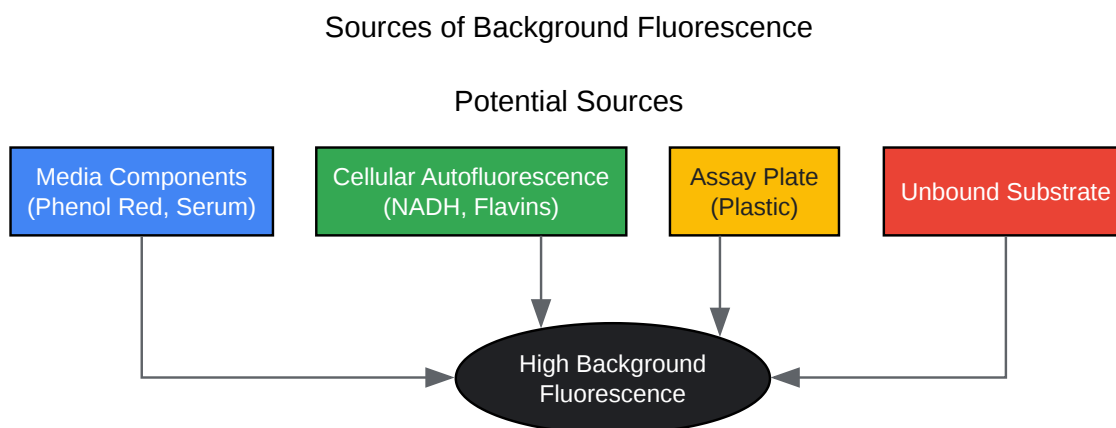 Sources of Background Fluorescence
Potential Sources
Media Components
(Phenol Red, Serum)
Cellular Autofluorescence
(NADH, Flavins)
Assay Plate
(Plastic)
Unbound Substrate
High Background
Fluorescence